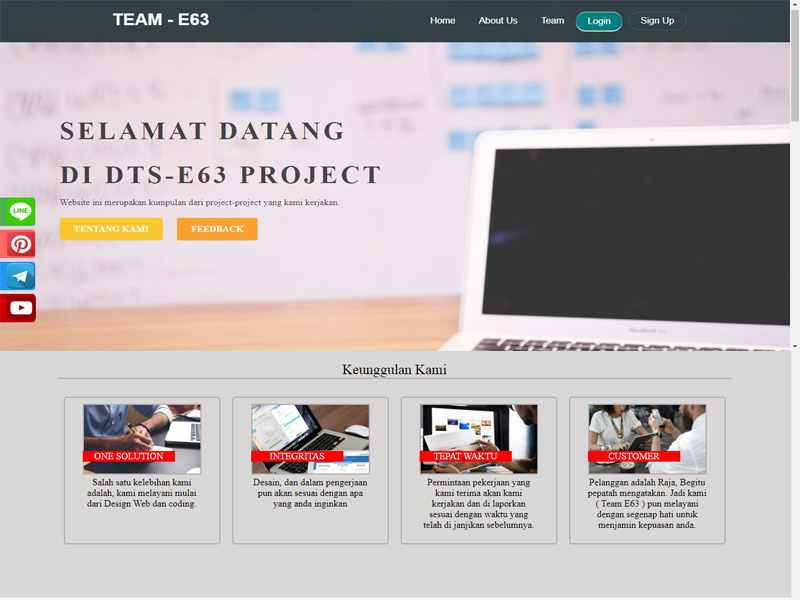 TEAM - E63
Home
About Us
Team
Login
Sign Up
SELAMAT DATANG
DI DTS-E63 PROJECT
Website ini merupakan kumpulan dari project-project yang kami kerjakan.
TENTANG KAMI
FEEDBACK
LINE
Keunggulan Kami
ONE SOLUTION
Salah satu kelebihan kami
adalah, kami melayani mulai
dari Design Web dan coding.
INTEGRITAS
Desain, dan dalam pengerjaan
pun akan sesuai dengan apa
yang anda inginkan
TEPAT WAKTU
Permintaan pekerjaan yang
kami terima akan kami
kerjakan dan di laporkan
sesuai dengan waktu yang
telah di janjikan sebelumnya.
CUSTOMER
Pelanggan adalah Raja, Begitu
pepatah mengatakan. Jadi kami
( Team E63 ) pun melayani
dengan segenap hati untuk
menjamin kepuasan anda.